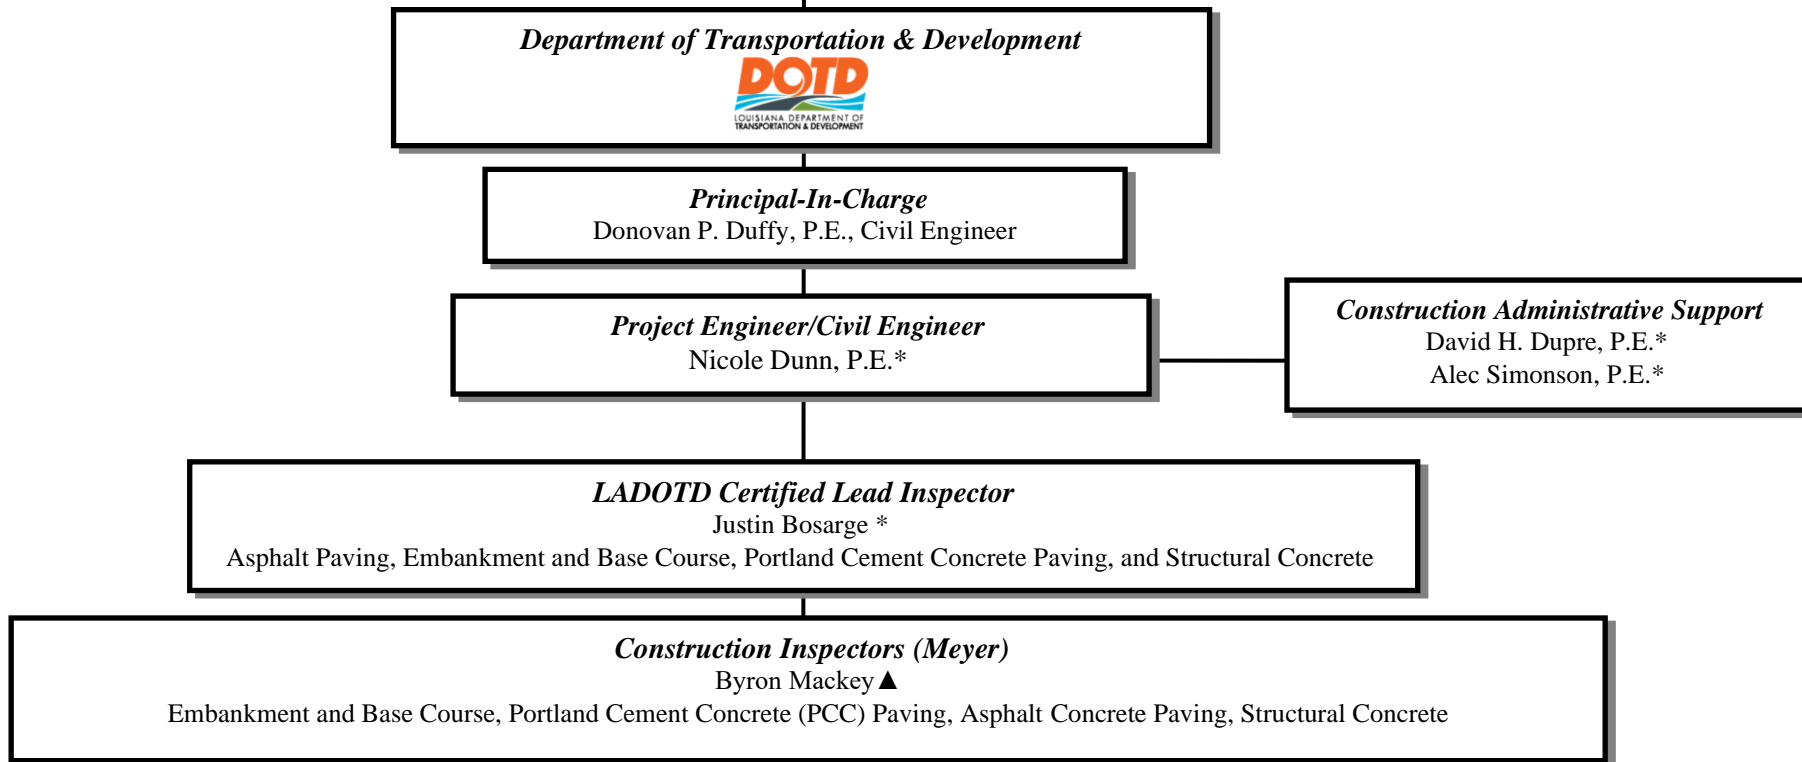 Department of Transportation & Development
DOTD
LOUISIANA DEPARTMENT OF
TRANSPORTATION & DEVELOPMENT
Principal-In-Charge
Donovan P. Duffy, P.E., Civil Engineer
Project Engineer/Civil Engineer
Nicole Dunn, P.E.*
Construction Administrative Support
David H. Dupre, P.E.*
Alec Simonson, P.E.*
LADOTD Certified Lead Inspector
Justin Bosarge *
Asphalt Paving, Embankment and Base Course, Portland Cement Concrete Paving, and Structural Concrete
Construction Inspectors (Meyer)
Byron Mackey▲
Embankment and Base Course, Portland Cement Concrete (PCC) Paving, Asphalt Concrete Paving, Structural Concrete